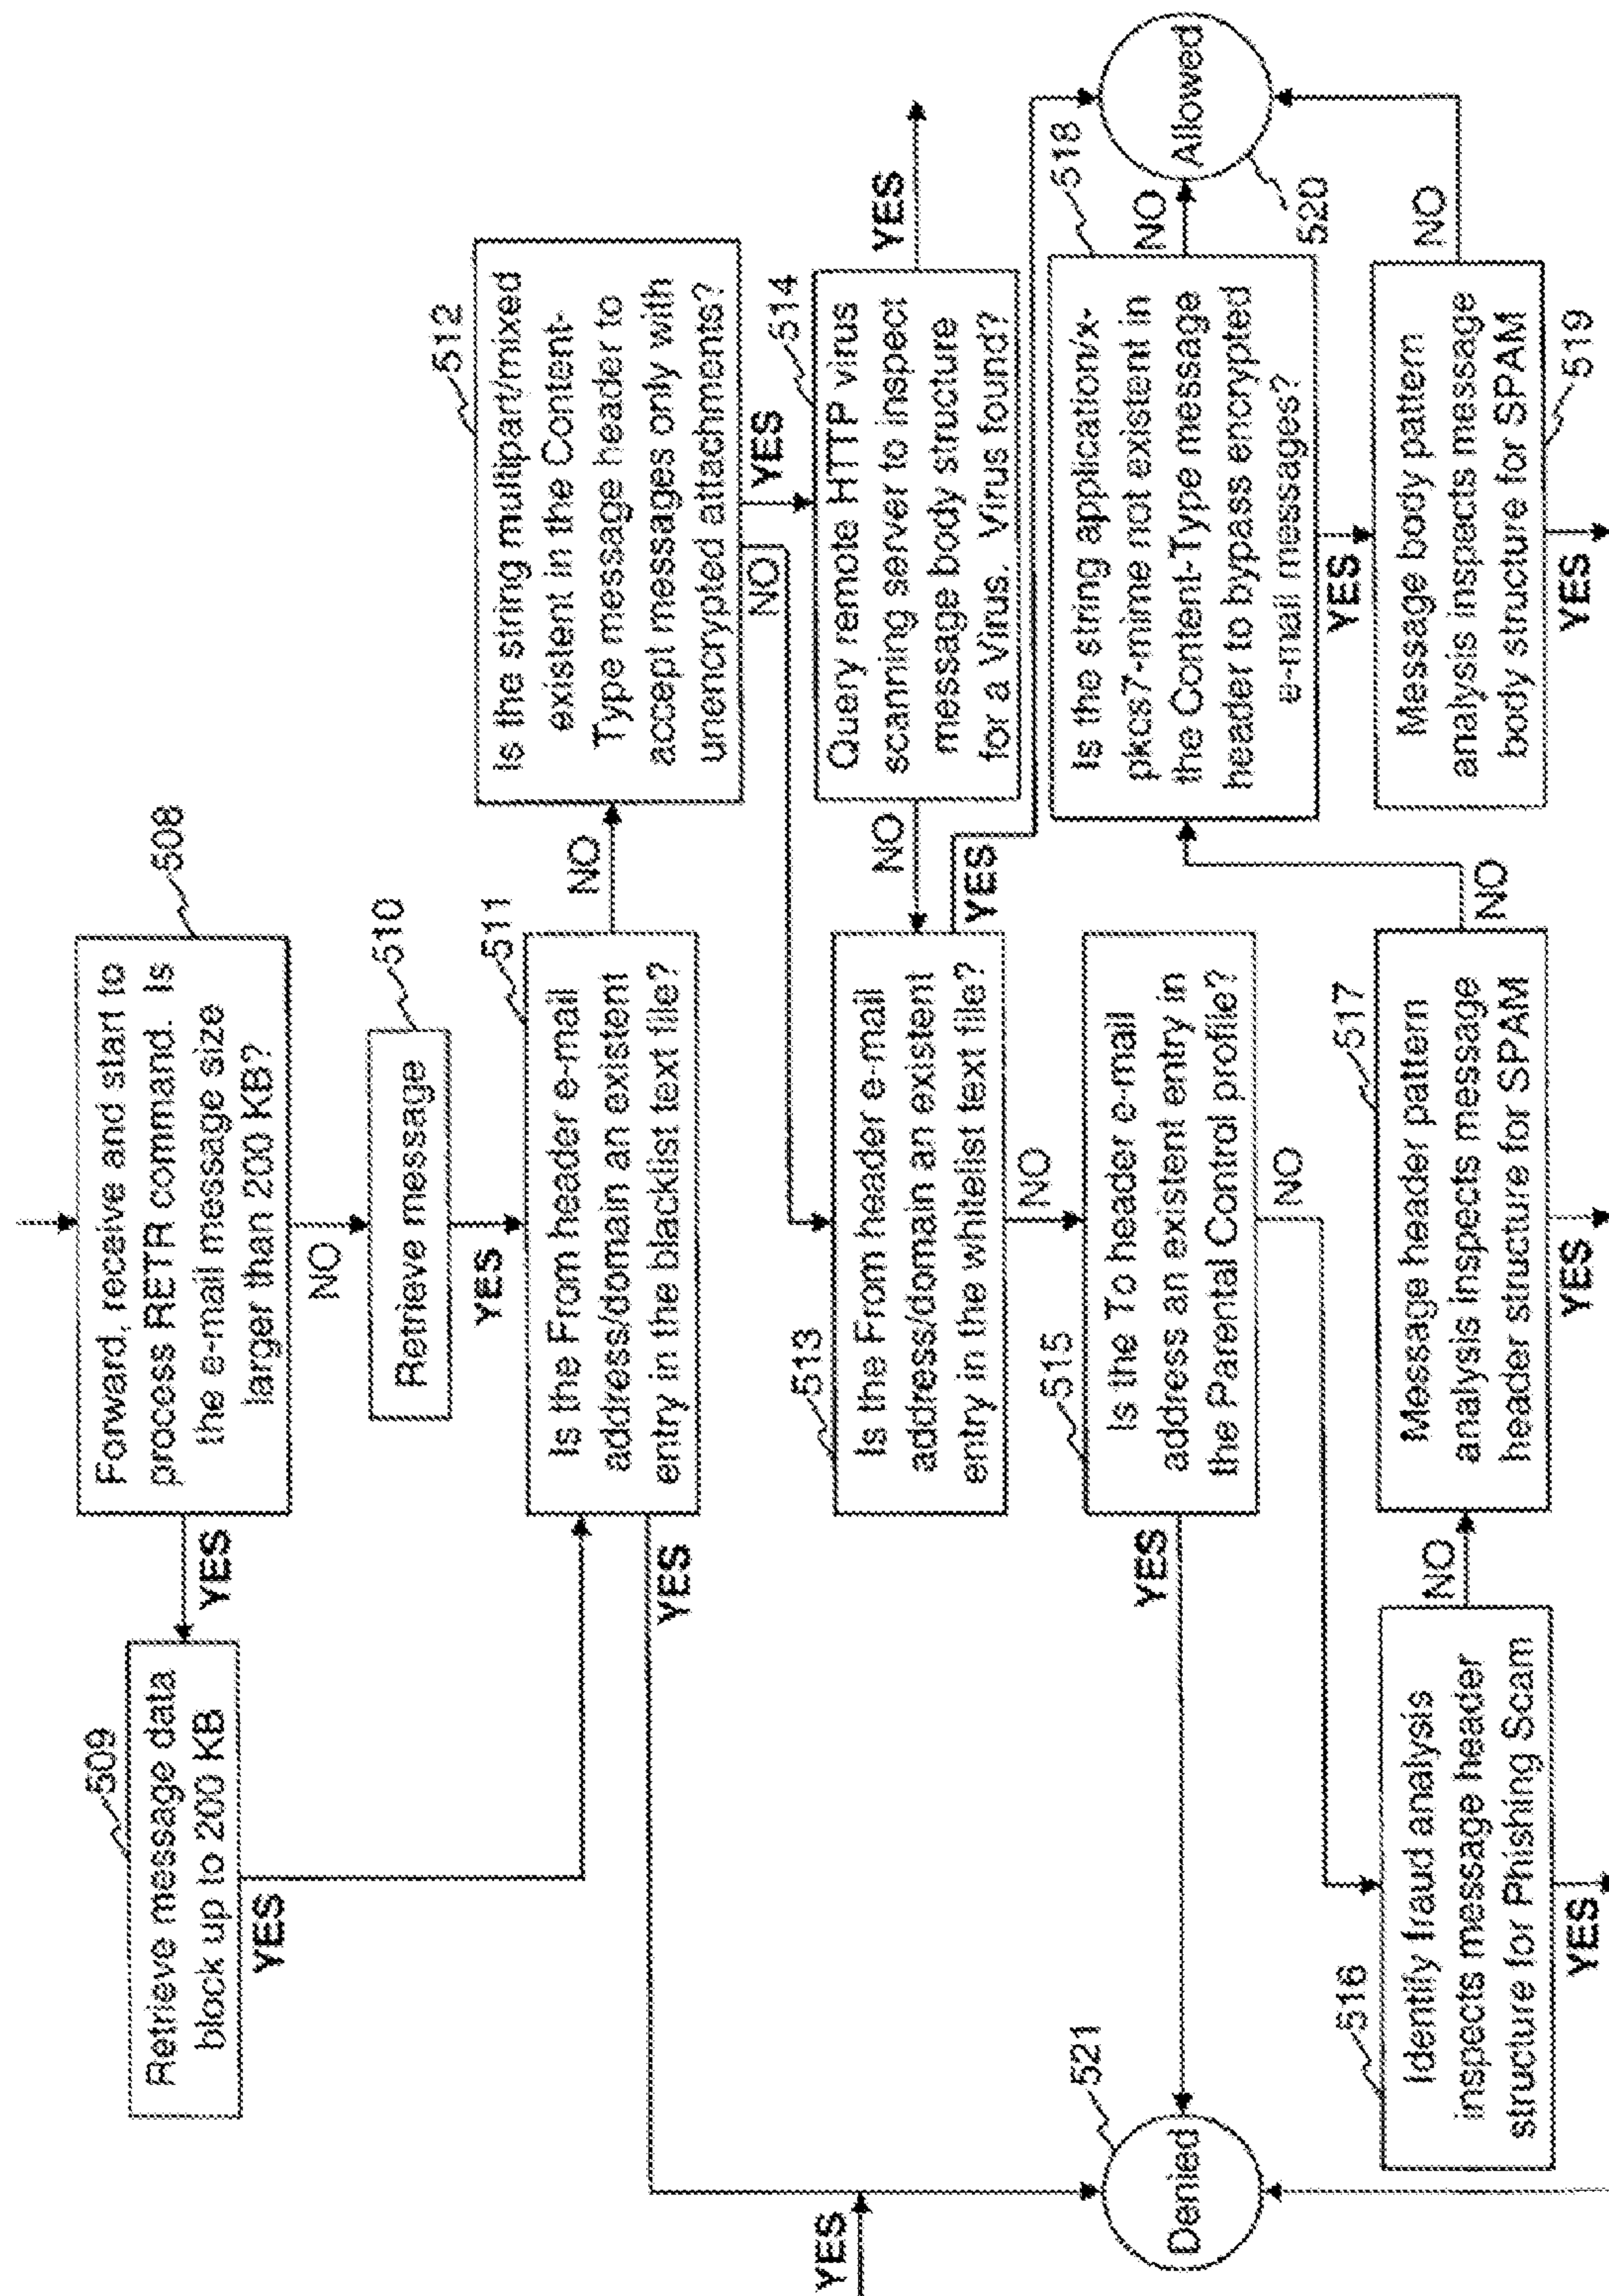 Forward, receive and start to
process RETR command. Is
the e-mail message size
larger than 200 KB?
508
YES
NO
509
Retrieve message data
block up to 200 KB
YES
510
Retrieve message
YES
511
Is the From header e-mail
address/domain an existent
entry in the blacklist text file?
YES
NO
512
Is the string multipart/mixed
existent in the Content-
Type message header to
accept messages only with
unencrypted attachments?
NO
YES
513
Is the From header e-mail
address/domain an existent
entry in the whitelist text file?
YES
NO
514
Query remote HTTP virus
scanning server to inspect
message body structure
for a Virus. Virus found?
NO
YES
YES
515
Is the To header e-mail
address an existent entry in
the Parental Control profile?
YES
NO
521
Denied
516
Identify fraud analysis
inspects message header
structure for Phishing Scam
NO
YES
517
Message header pattern
analysis inspects message
header structure for SPAM
NO
YES
518
Is the string application/x-
pkcs7-mime not existent in
the Content-Type message
header to bypass encrypted
e-mail messages?
NO
YES
520
Allowed
Message body pattern
analysis inspects message
body structure for SPAM
519
NO
YES